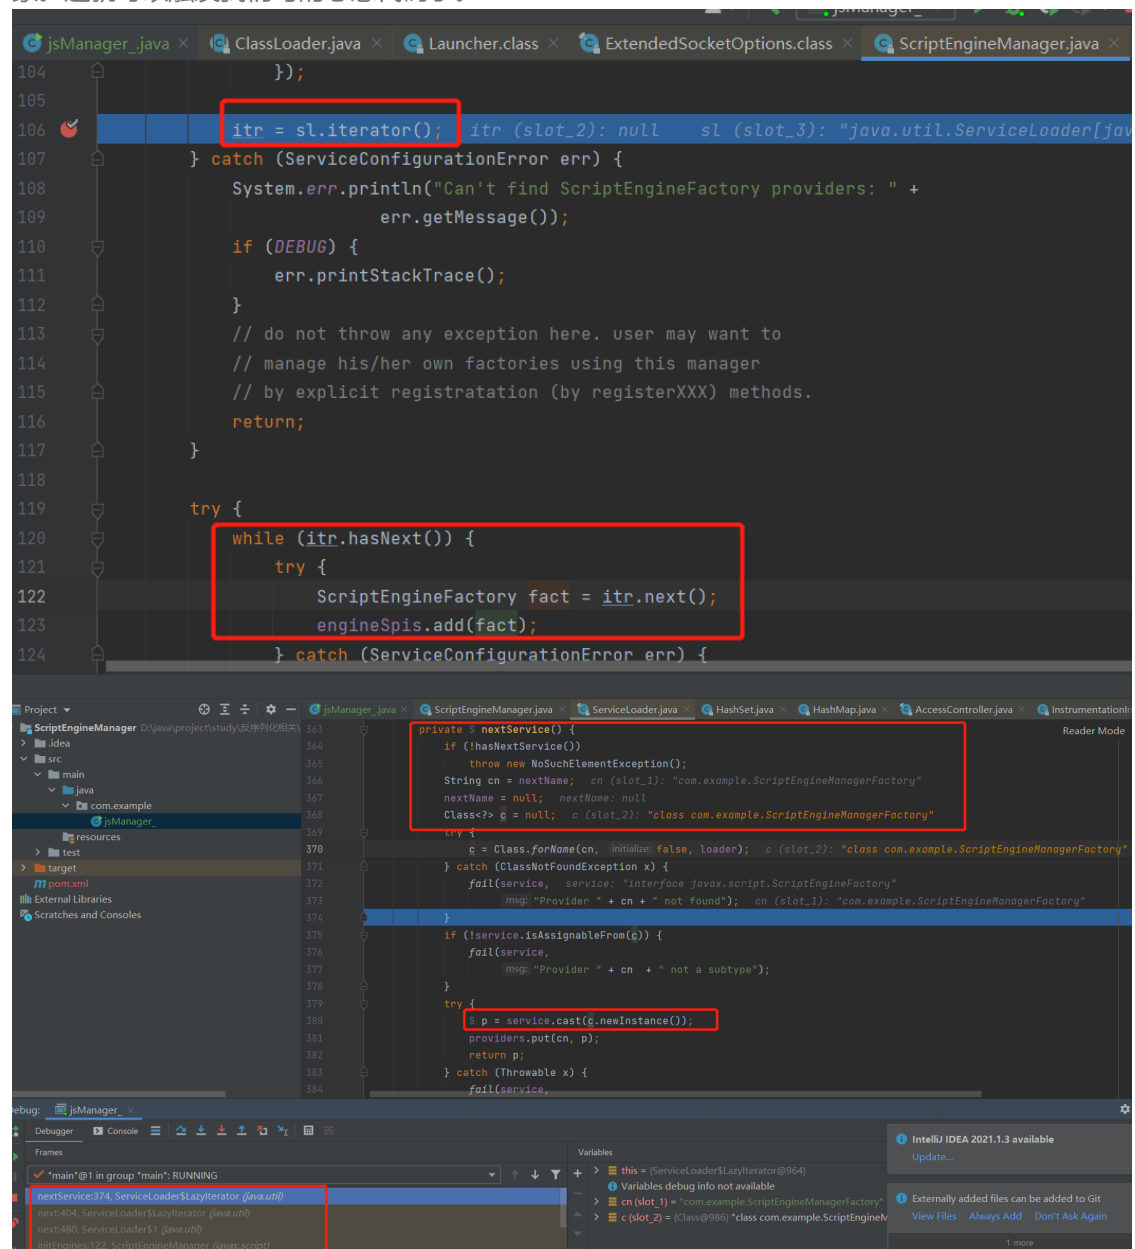 jsManager_.java × ClassLoader.java × Launcher.class × ExtendedSocketOptions.class × ScriptEngineManager.java ×
104 });
105
106 itr = sl.iterator(); itr (slot_2): null sl (slot_3): "java.util.ServiceLoader[jav
107 } catch (ServiceConfigurationError err) {
108 System.err.println("Can't find ScriptEngineFactory providers: " +
109 err.getMessage());
110 if (DEBUG) {
111 err.printStackTrace();
112 }
113 // do not throw any exception here. user may want to
114 // manage his/her own factories using this manager
115 // by explicit registratation (by registerXXX) methods.
116 return;
117 }
118
119 try {
120 while (itr.hasNext()) {
121 try {
122 ScriptEngineFactory fact = itr.next();
123 engineSpis.add(fact);
124 } catch (ServiceConfigurationError err) {
Project jsManager_.java × ScriptEngineManager.java × ServiceLoader.java × HashSet.java × HashMap.java × AccessController.java × InstrumentationIm
ScriptEngineManager D:\java\project\study\反序列化相关\
.idea
src
main
java
com.example
jsManager_
resources
test
target
pom.xml
External Libraries
Scratches and Consoles
Reader Mode
363 private S nextService() {
364 if (!hasNextService())
365 throw new NoSuchElementException();
366 String cn = nextName; cn (slot_1): "com.example.ScriptEngineManagerFactory"
367 nextName = null; nextName: null
368 Class<?> c = null; c (slot_2): "class com.example.ScriptEngineManagerFactory"
369 try {
370 c = Class.forName(cn, initialize: false, loader); c (slot_2): "class com.example.ScriptEngineManagerFactory"
371 } catch (ClassNotFoundException x) {
372 fail(service, service: "interface javax.script.ScriptEngineFactory"
373 msg: "Provider " + cn + " not found"); cn (slot_1): "com.example.ScriptEngineManagerFactory"
374 }
375 if (!service.isAssignableFrom(c)) {
376 fail(service,
377 msg: "Provider " + cn + " not a subtype");
378 }
379 try {
380 S p = service.cast(c.newInstance());
381 providers.put(cn, p);
382 return p;
383 } catch (Throwable x) {
384 fail(service,
ebug: jsManager_ ×
Debugger Console
Frames
"main"@1 in group "main": RUNNING
nextService:374, ServiceLoader$LazyIterator (java.util)
next:404, ServiceLoader$LazyIterator (java.util)
next:480, ServiceLoader$1 (java.util)
initEngines:122, ScriptEngineManager (javax.script)
Variables
this = {ServiceLoader$LazyIterator@964}
Variables debug info not available
cn (slot_1) = "com.example.ScriptEngineManagerFactory"
c (slot_2) = {Class@986} "class com.example.ScriptEngineM
IntelliJ IDEA 2021.1.3 available
Update...
Externally added files can be added to Git
View Files Always Add Don't Ask Again
1 more